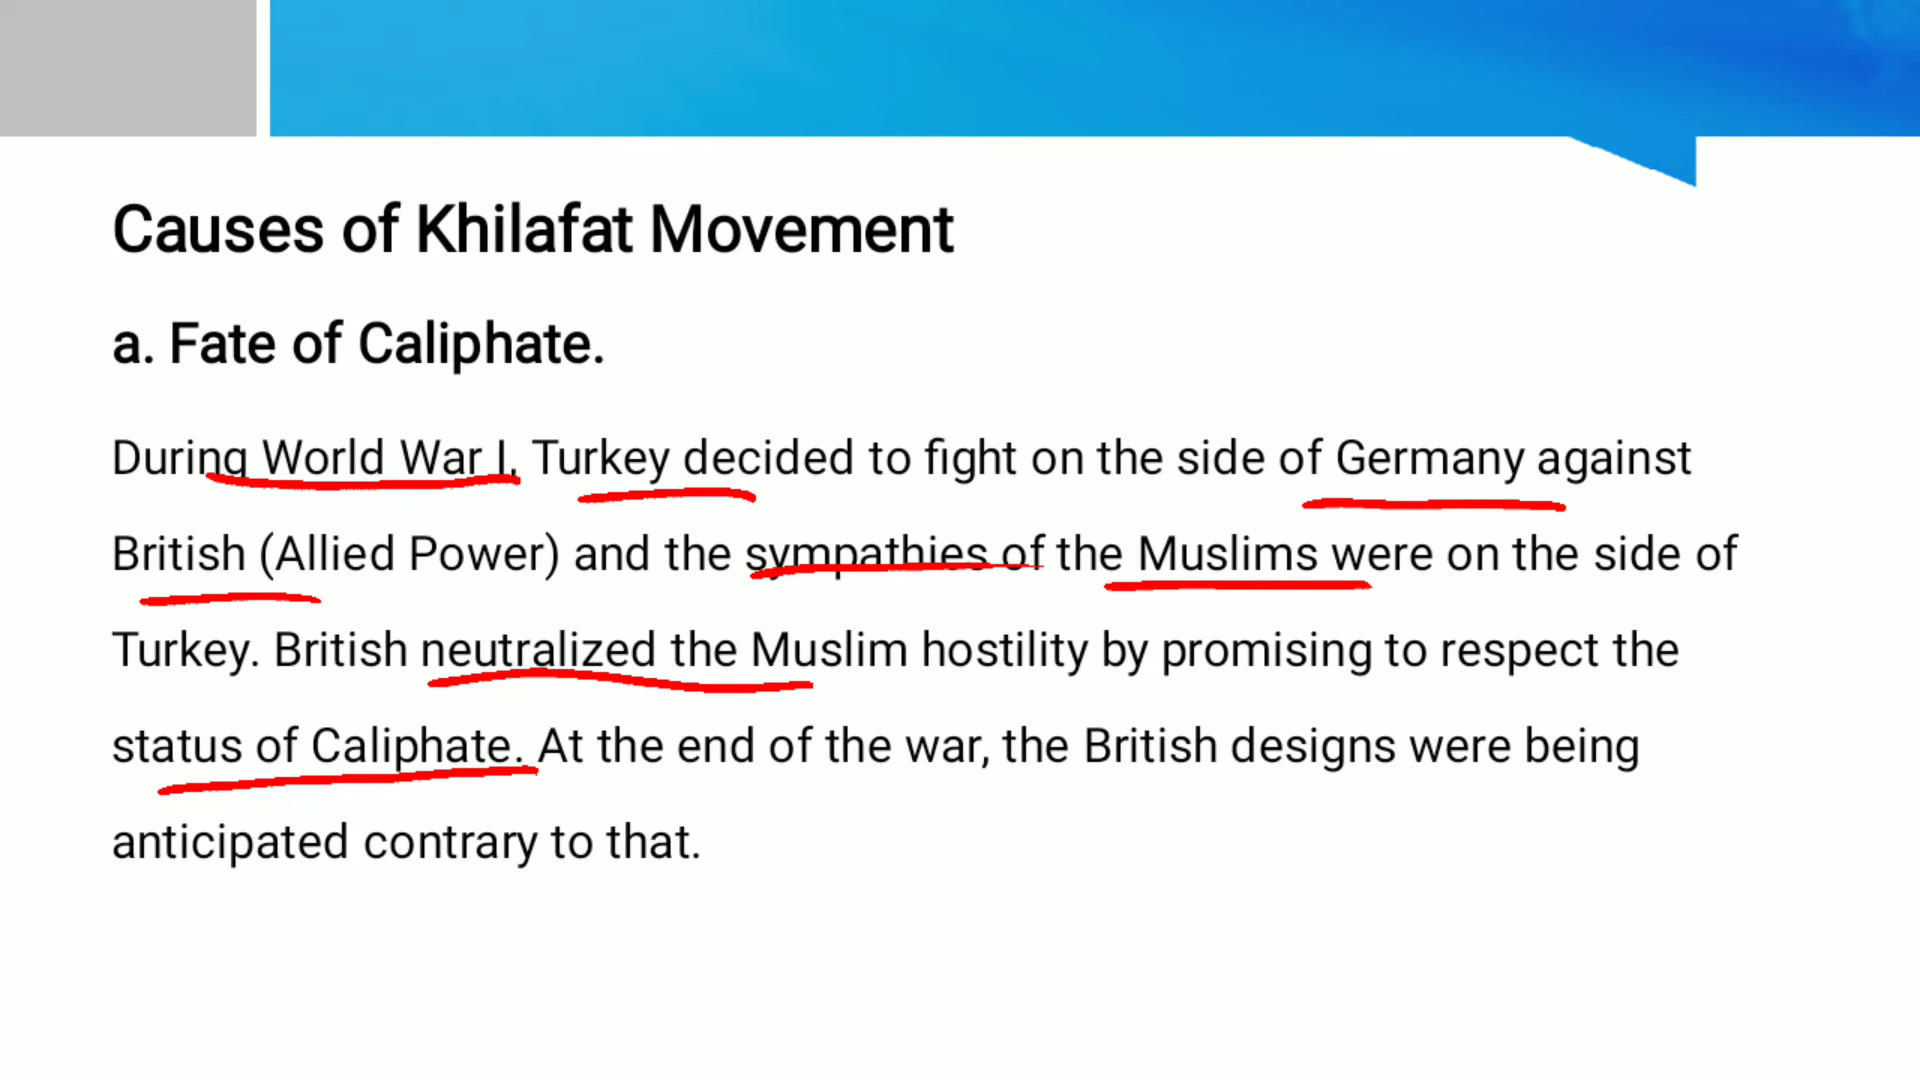 Causes of Khilafat Movement
a. Fate of Caliphate.
During World War I, Turkey decided to fight on the side of Germany against
British (Allied Power) and the sympathies of the Muslims were on the side of
Turkey. British neutralized the Muslim hostility by promising to respect the
status of Caliphate. At the end of the war, the British designs were being
anticipated contrary to that.